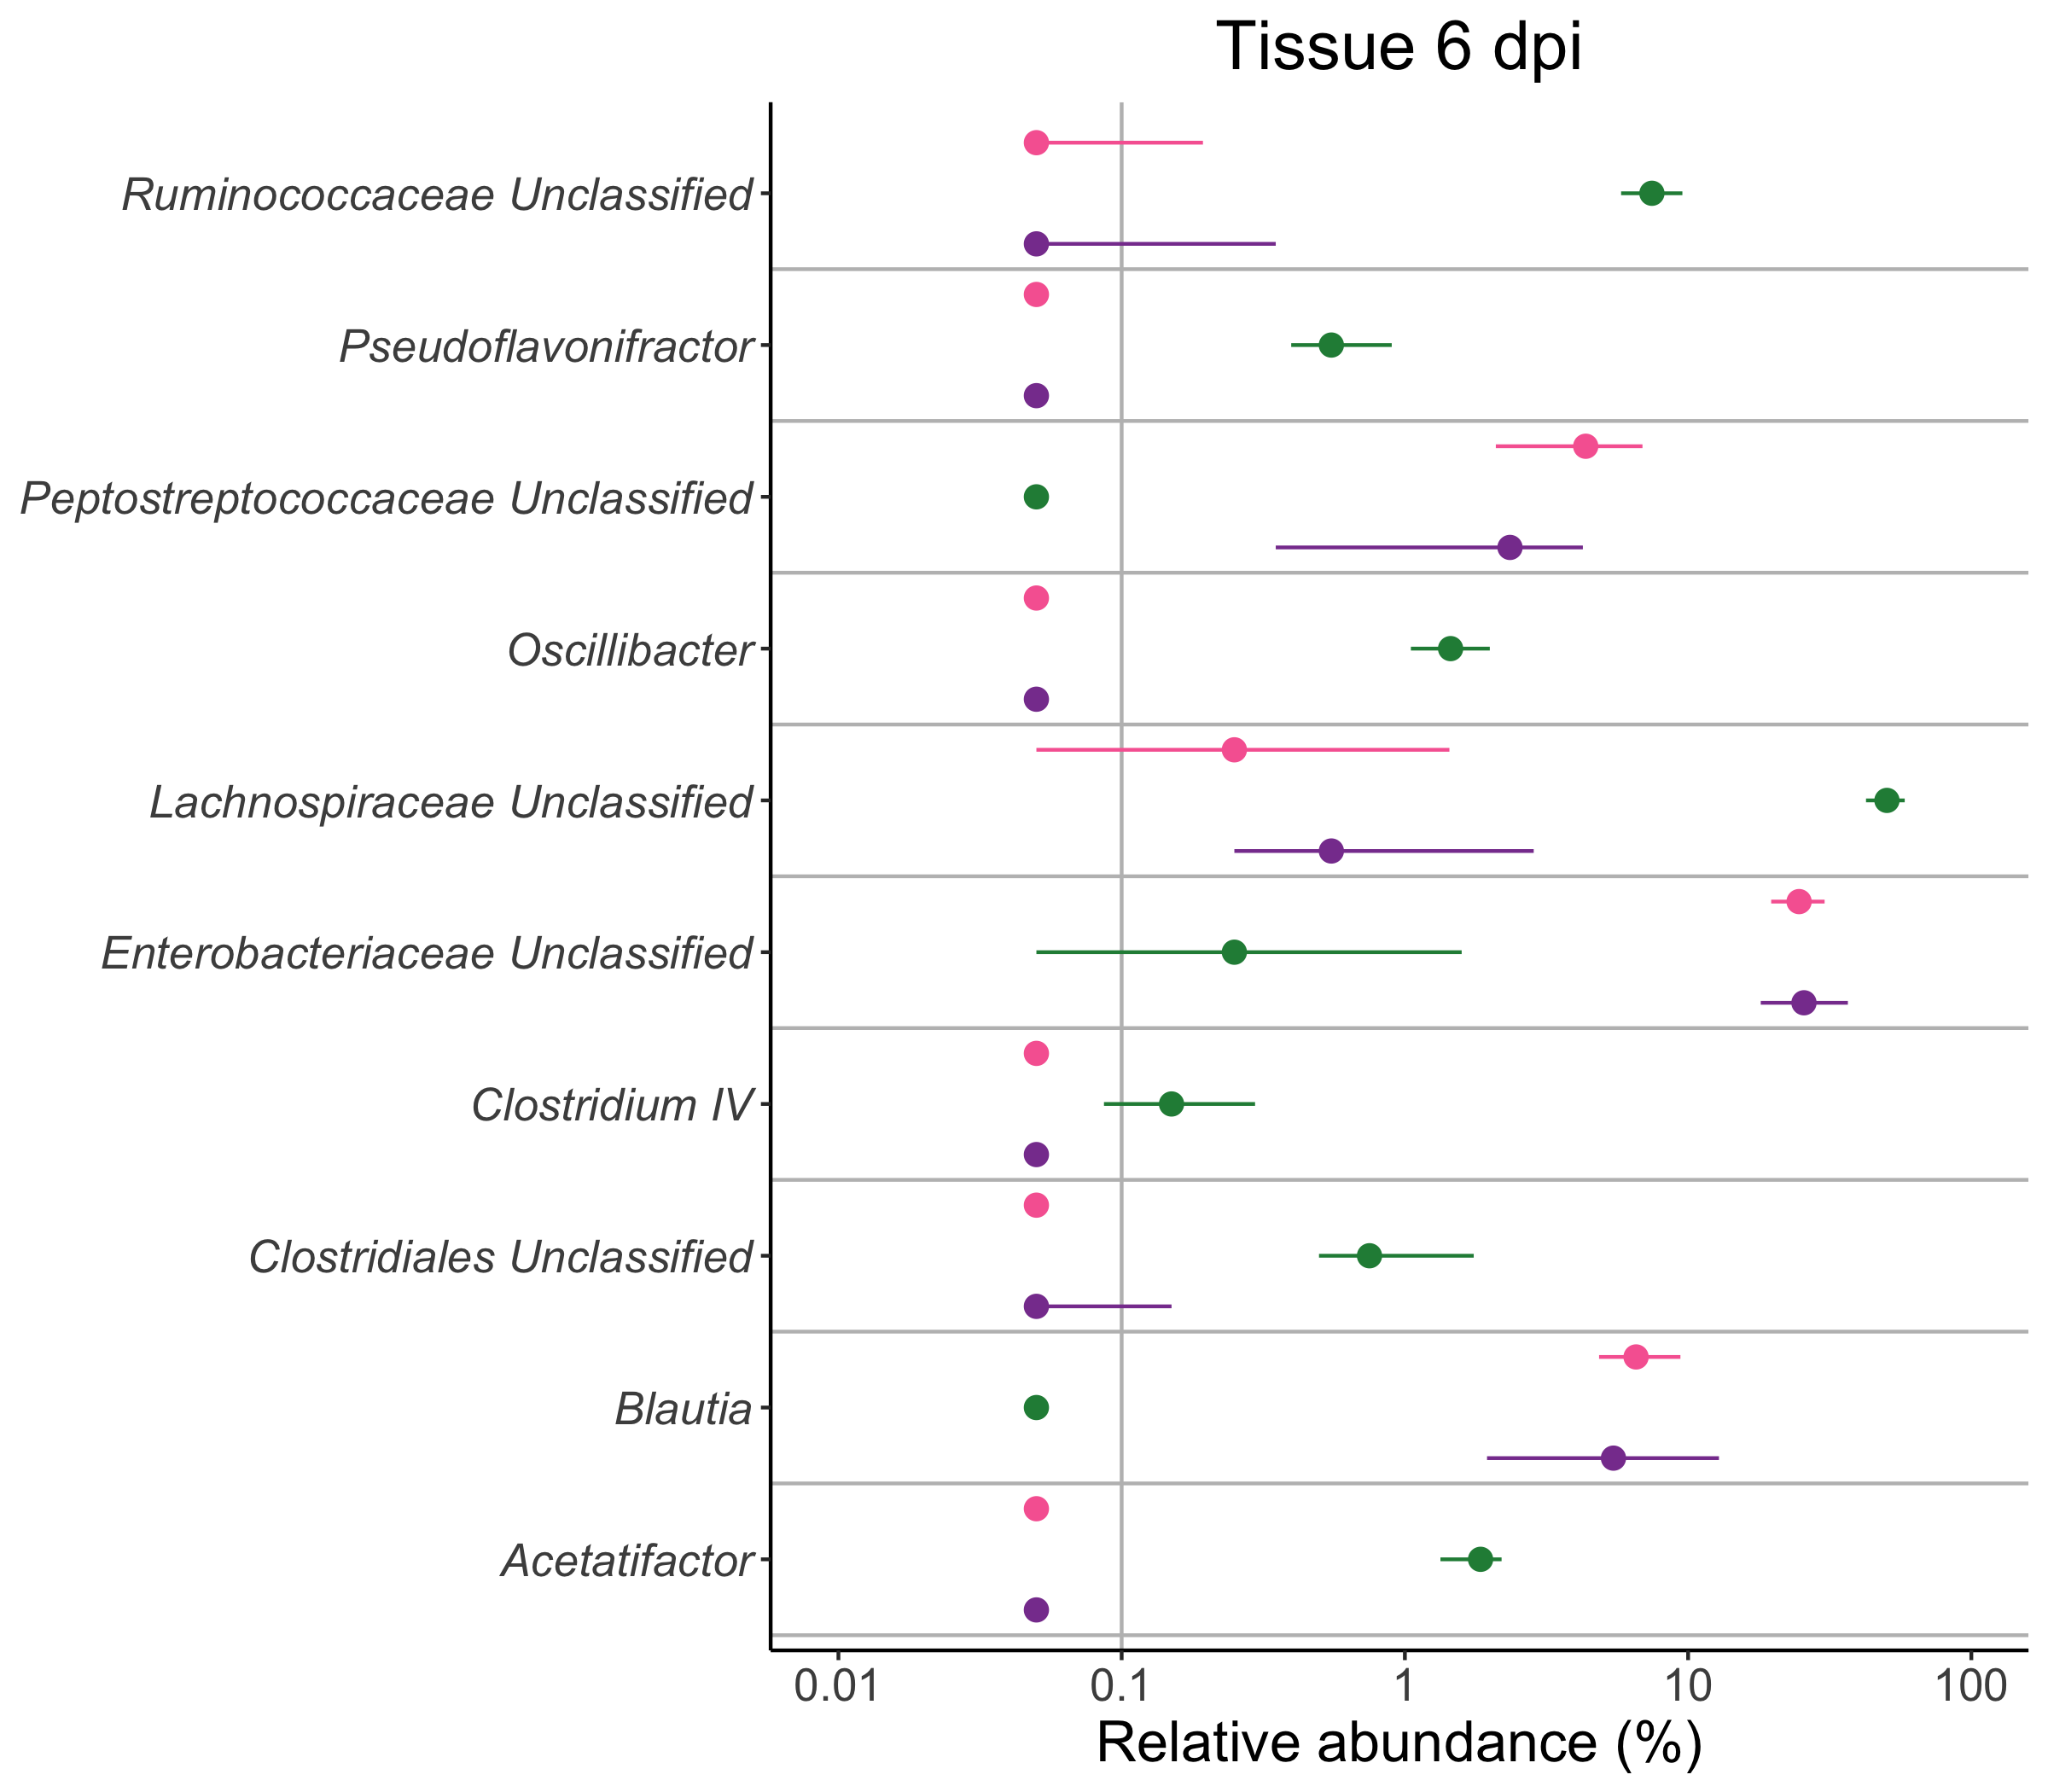 Tissue 6 dpi
Ruminococcaceae Unclassified
Pseudoflavonifractor
Peptostreptococcaceae Unclassified
Oscillibacter
Lachnospiraceae Unclassified
Enterobacteriaceae Unclassified
Clostridium IV
Clostridiales Unclassified
Blautia
Acetatifactor
0.01 0.1 1 10 100
Relative abundance (%)